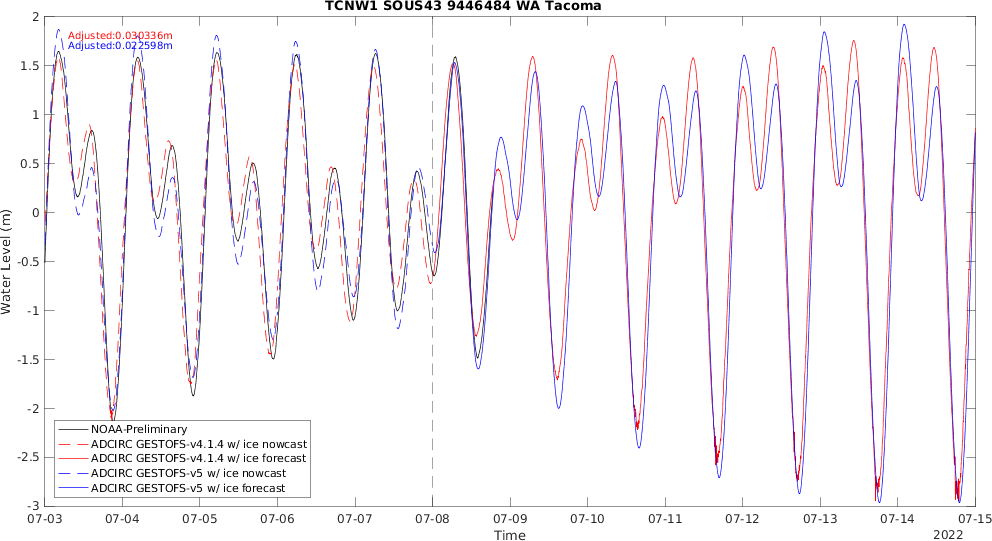 TCNW1 SOUS43 9446484 WA Tacoma
Adjusted:0.030336m
Adjusted:0.022598m
Water Level (m)
2
1.5
1
0.5
0
-0.5
-1
-1.5
-2
-2.5
-3
NOAA-Preliminary
ADCIRC GESTOFS-v4.1.4 w/ ice nowcast
ADCIRC GESTOFS-v4.1.4 w/ ice forecast
ADCIRC GESTOFS-v5 w/ ice nowcast
ADCIRC GESTOFS-v5 w/ ice forecast
07-03 07-04 07-05 07-06 07-07 07-08 07-09 07-10 07-11 07-12 07-13 07-14 07-15
Time
2022